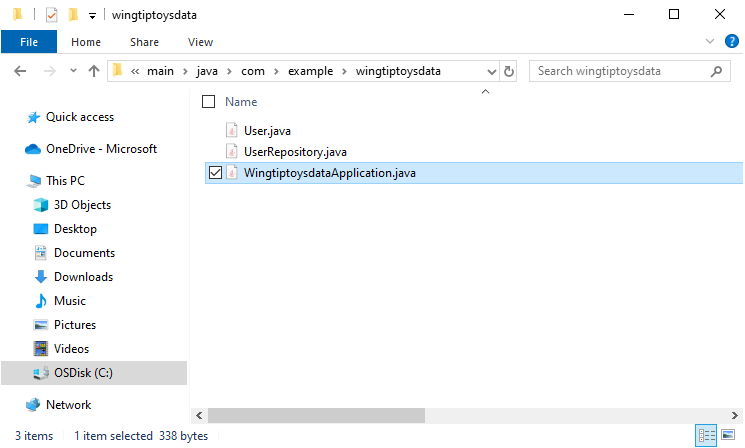 wingtiptoysdata
File Home Share View
main java com example wingtiptoysdata Search wingtiptoysdata
Name
Quick access
User.java
OneDrive - Microsoft
UserRepository.java
This PC
WingtiptoysdataApplication.java
3D Objects
Desktop
Documents
Downloads
Music
Pictures
Videos
OSDisk (C:)
Network
3 items 1 item selected 338 bytes